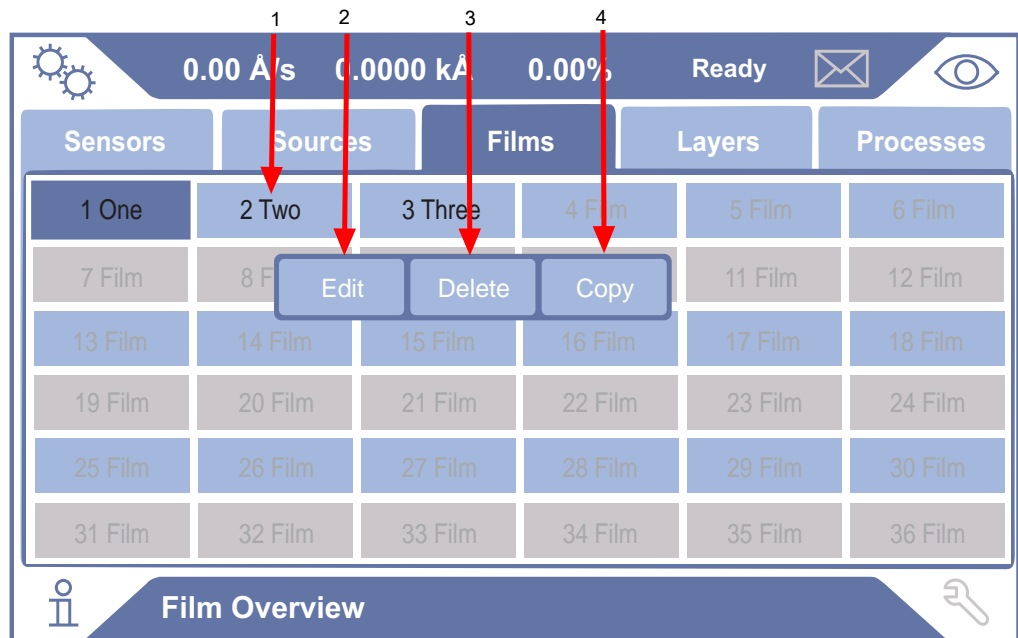 1 2 3 4
0.00 Å/s 0.0000 kÅ 0.00% Ready
Sensors Sources Films Layers Processes
1 One 2 Two 3 Three 4 Film 5 Film 6 Film
7 Film 8 F 11 Film 12 Film
Edit Delete Copy
13 Film 14 Film 15 Film 16 Film 17 Film 18 Film
19 Film 20 Film 21 Film 22 Film 23 Film 24 Film
25 Film 26 Film 27 Film 28 Film 29 Film 30 Film
31 Film 32 Film 33 Film 34 Film 35 Film 36 Film
Film Overview